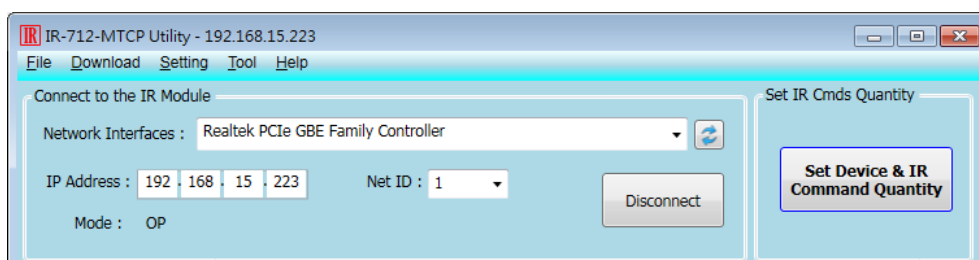 IR IR-712-MTCP Utility - 192.168.15.223
File Download Setting Tool Help
Connect to the IR Module
Network Interfaces : Realtek PCIe GBE Family Controller
IP Address : 192 . 168 . 15 . 223 Net ID : 1
Disconnect
Mode : OP
Set IR Cmds Quantity
Set Device & IR
Command Quantity